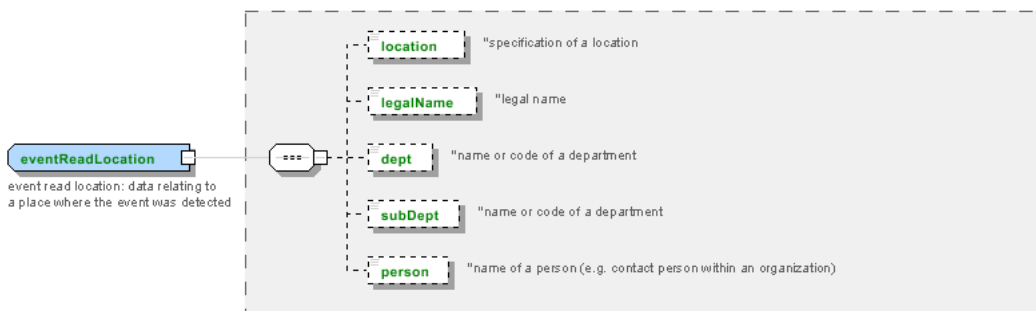 location
"specification of a location
legalName
"legal name
eventReadLocation
event read location: data relating to
a place where the event was detected
dept
"name or code of a department
subDept
"name or code of a department
person
"name of a person (e.g. contact person within an organization)